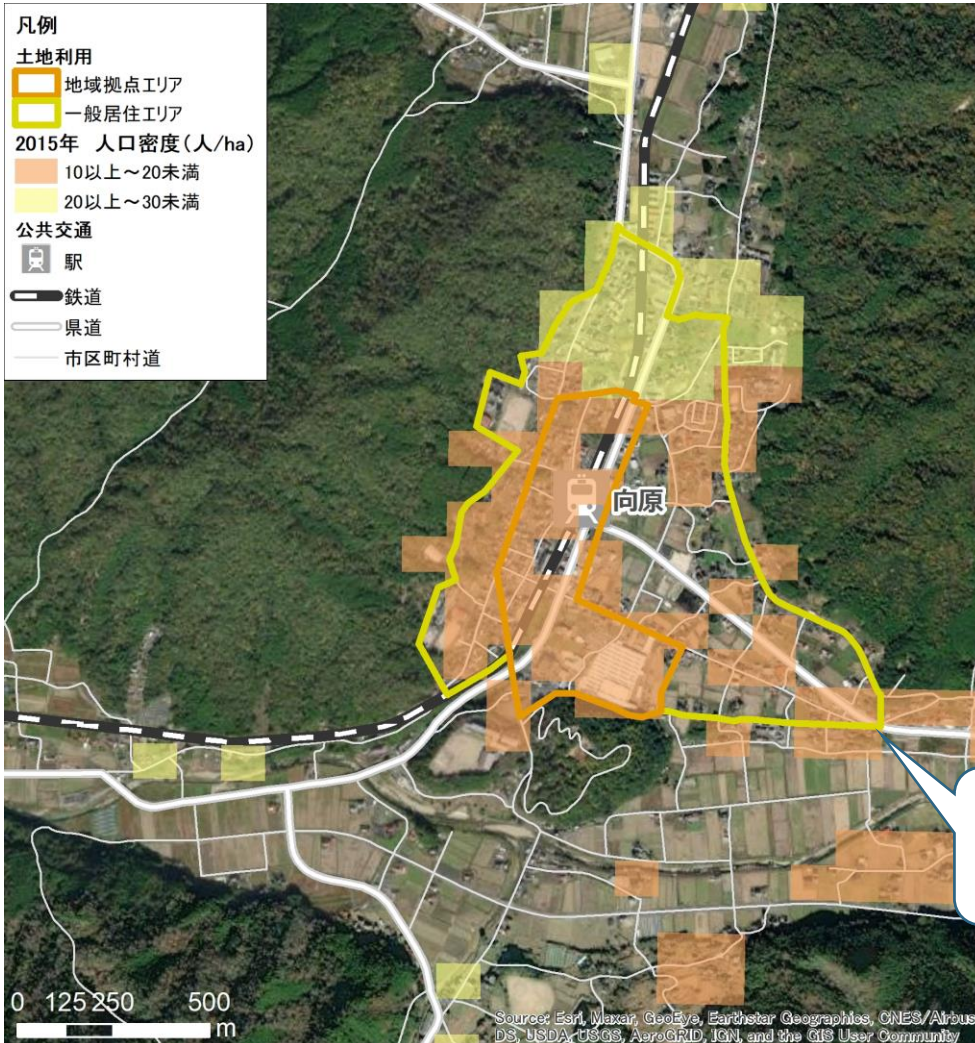 凡例
土地利用
地域拠点エリア
一般居住エリア
2015年 人口密度(人/ha)
10以上~20未満
20以上~30未満
公共交通
駅
鉄道
県道
市区町村道
向原
0 125 250 500
m
Source: Esri, Maxar, GeoEye, Earthstar Geographics, CNES/Airbus
DS, USDA, USGS, AeroGRID, IGN, and the GIS User Community